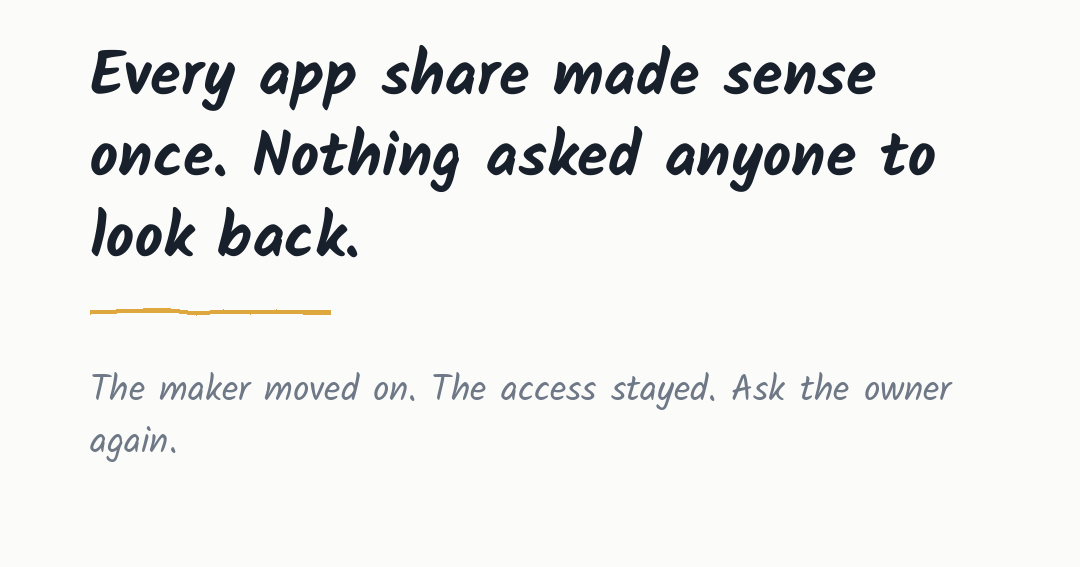 Every app share made sense
once. Nothing asked anyone to
look back.
The maker moved on. The access stayed. Ask the owner
again.